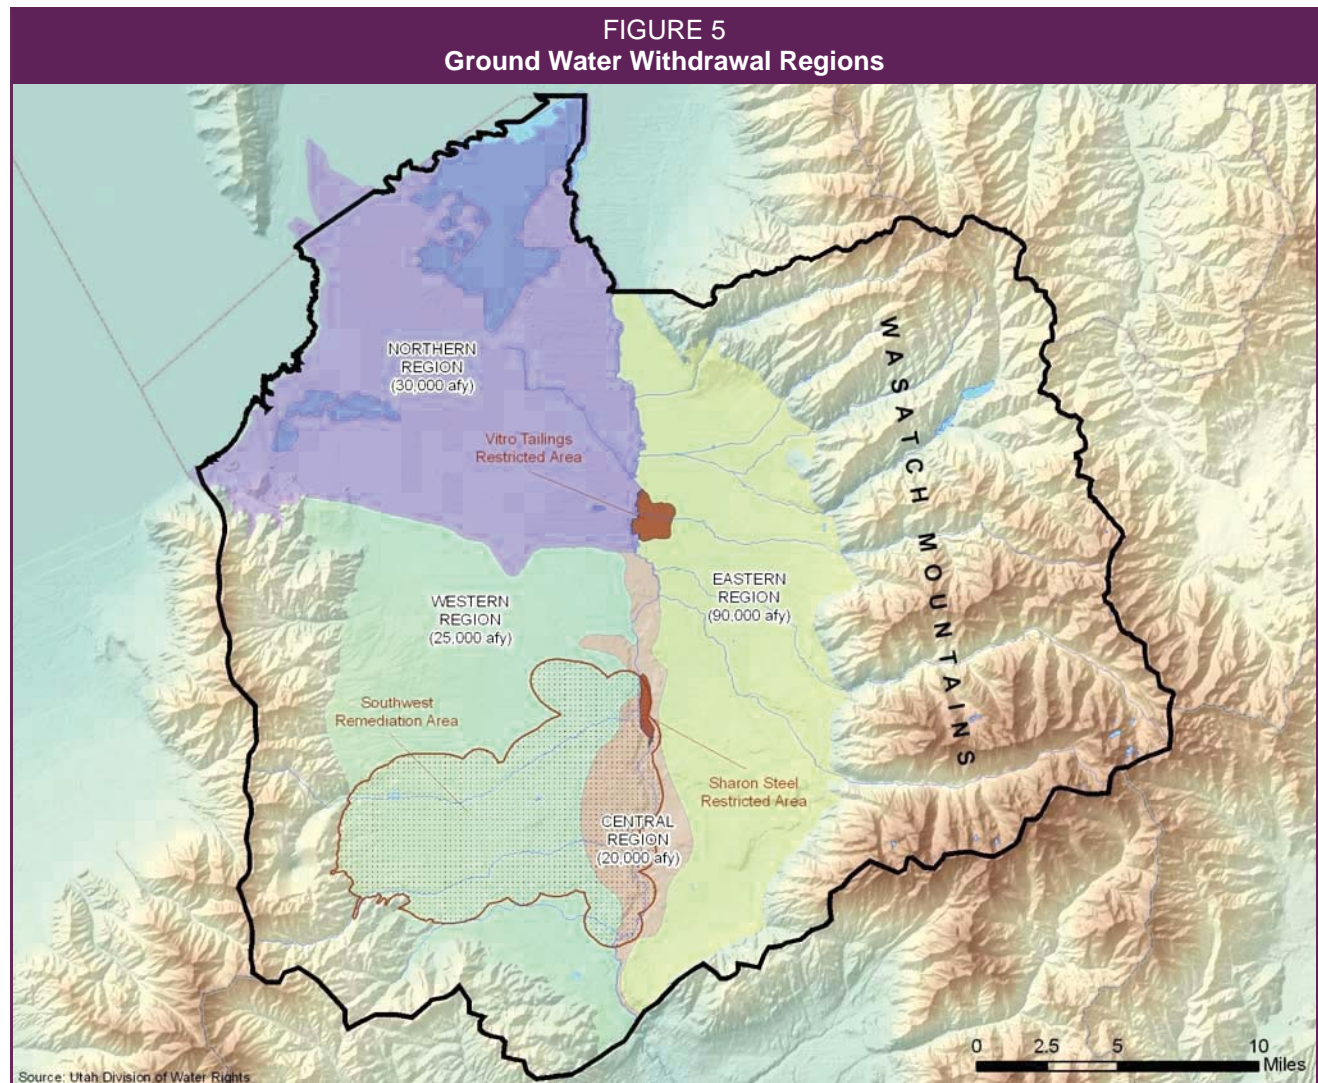 FIGURE 5
Ground Water Withdrawal Regions
NORTHERN
REGION
(30,000 afy)
Vitro Tailings
Restricted Area
WASATCH MOUNTAINS
EASTERN
REGION
(90,000 afy)
WESTERN
REGION
(25,000 afy)
Southwest
Remediation Area
Sharon Steel
Restricted Area
CENTRAL
REGION
(20,000 afy)
0 2.5 5 10
Miles
Source: Utah Division of Water Rights